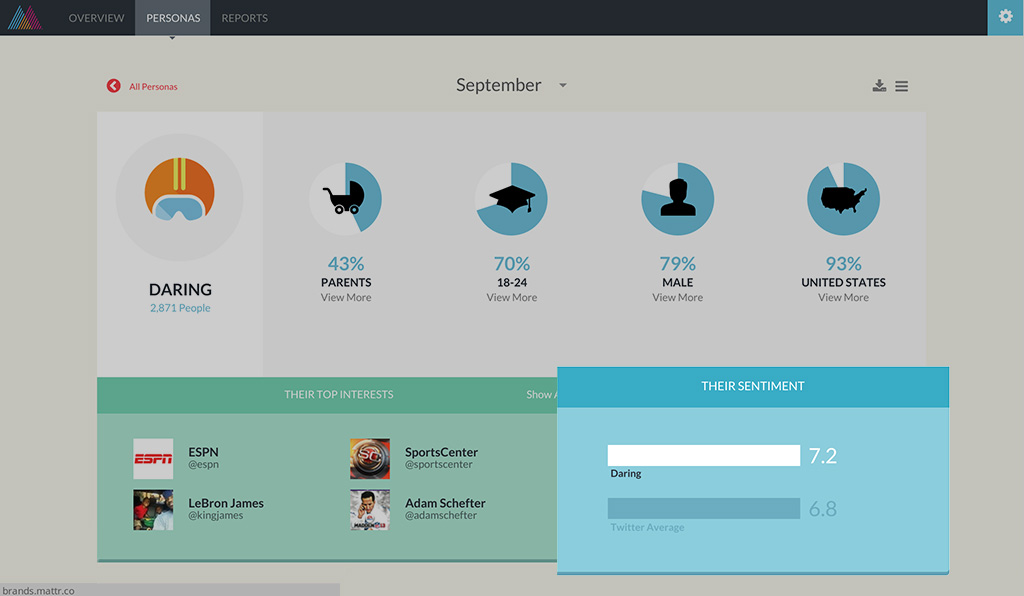 OVERVIEW PERSONAS REPORTS
All Personas
September
DARING
2,871 People
43%
PARENTS
View More
70%
18-24
View More
79%
MALE
View More
93%
UNITED STATES
View More
THEIR TOP INTERESTS
Show
ESPN
@espn
SportsCenter
@sportscenter
LeBron James
@kingjames
Adam Schefter
@adamschefter
THEIR SENTIMENT
7.2
Daring
6.8
Twitter Average
brands.mattr.co